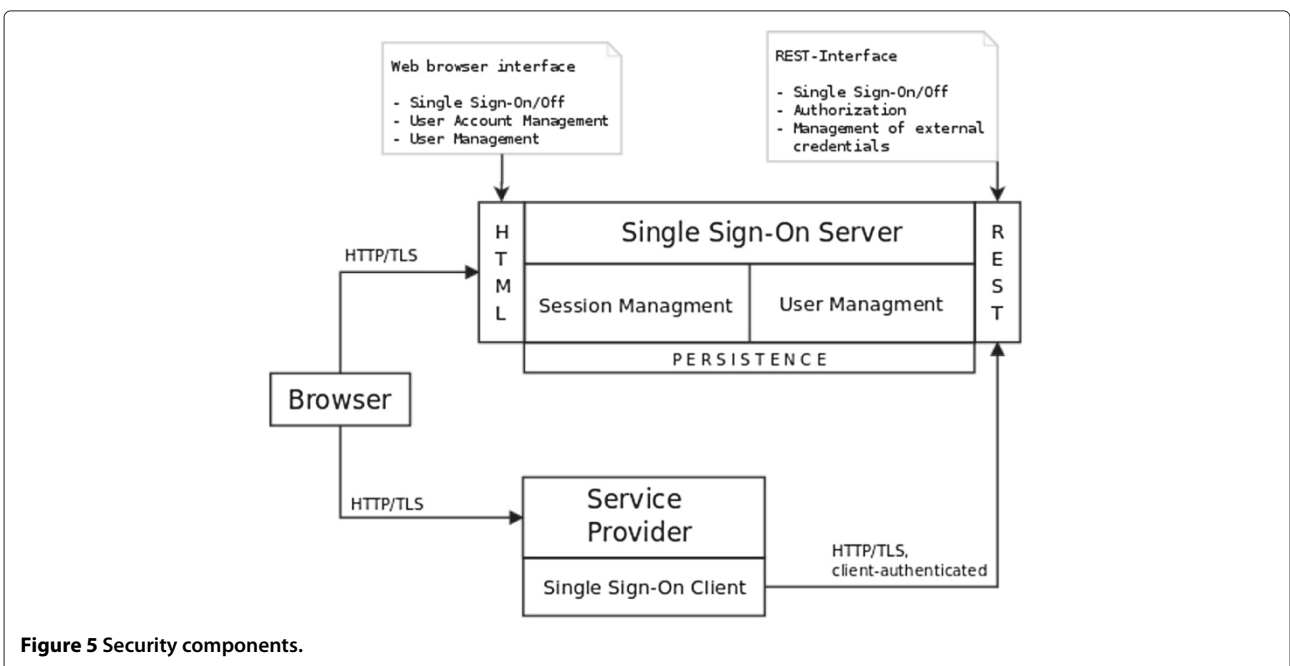 Web browser interface
- Single Sign-On/Off
- User Account Management
- User Management
REST-Interface
- Single Sign-On/Off
- Authorization
- Management of external
credentials
HTML
Single Sign-On Server
REST
Session Managment
User Managment
PERSISTENCE
HTTP/TLS
Browser
HTTP/TLS
Service
Provider
Single Sign-On Client
HTTP/TLS,
client-authenticated
Figure 5 Security components.